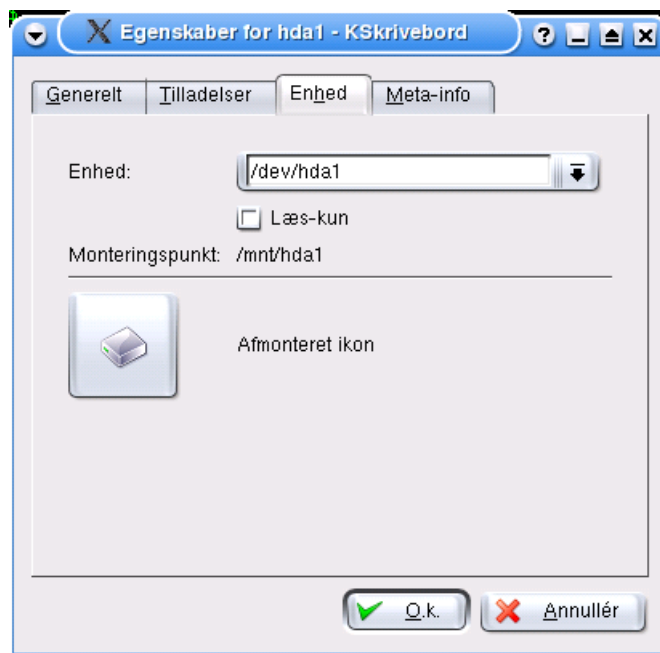 Egenskaber for hda1 - KSkrivebord
Generelt Tilladelser Enhed Meta-info
Enhed: /dev/hda1
Læs-kun
Monteringspunkt: /mnt/hda1
Afmonteret ikon
O.k. Annullér